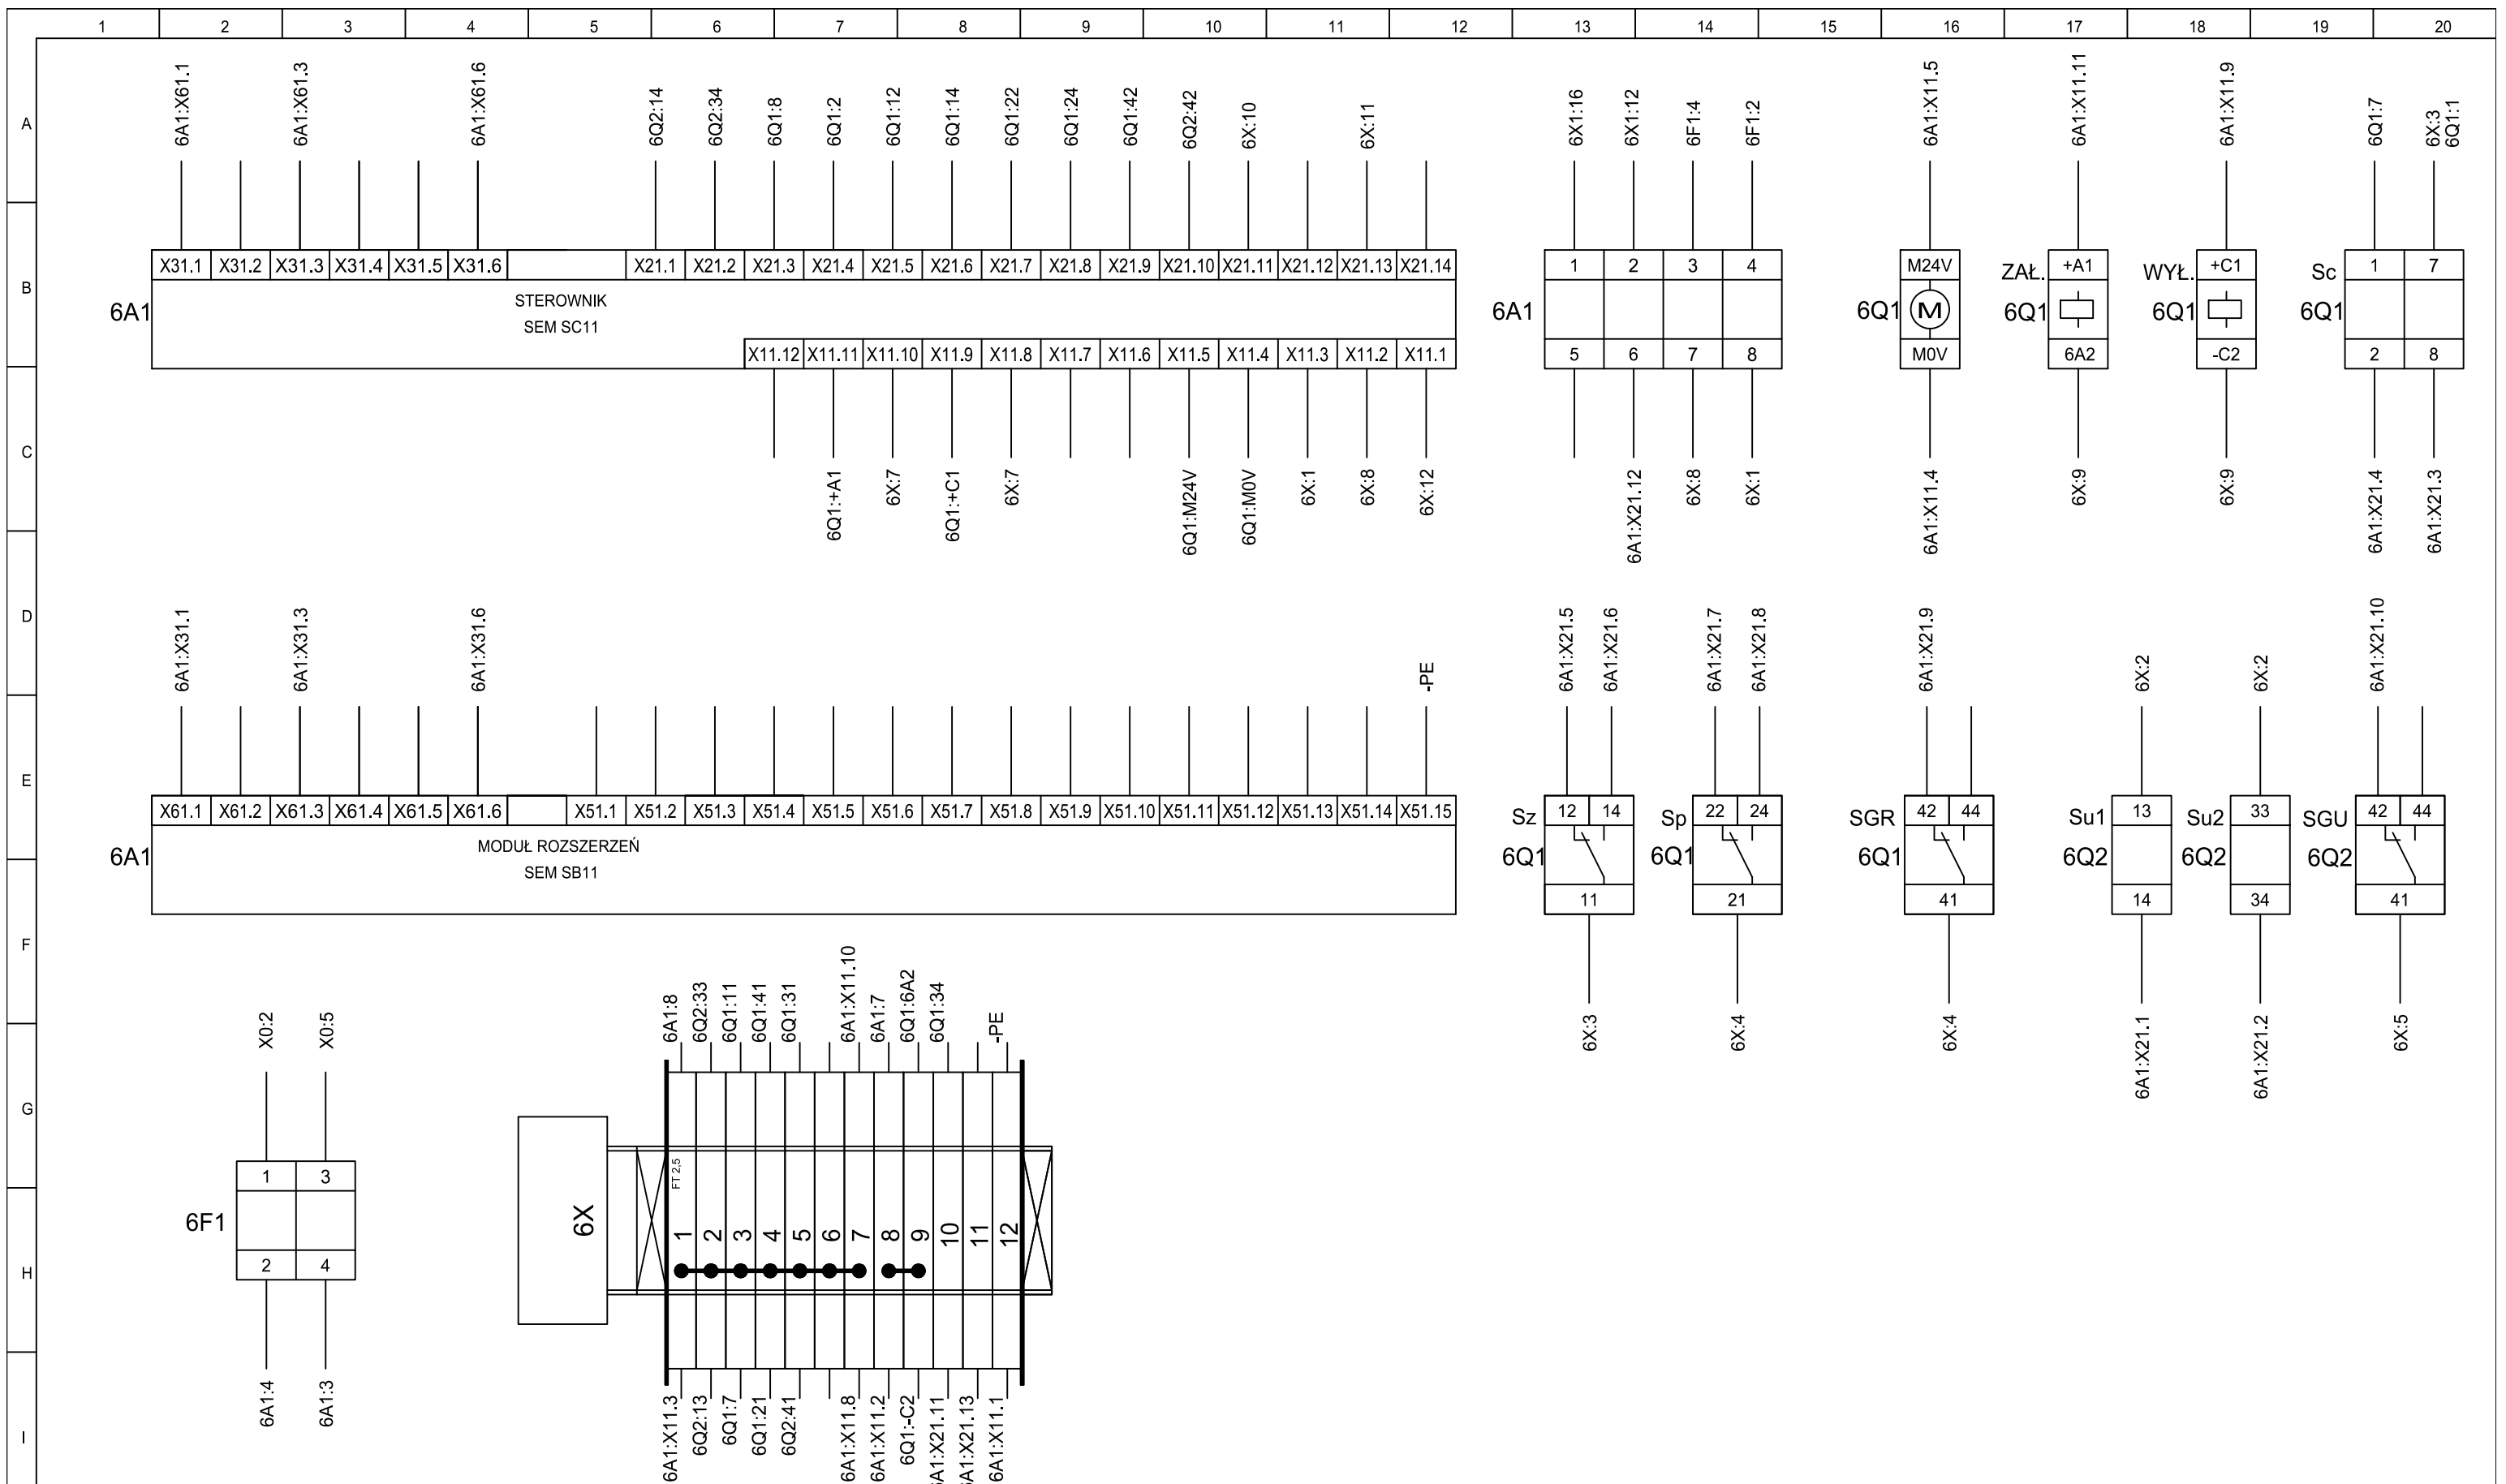 1 2 3 4 5 6 7 8 9 10 11 12 13 14 15 16 17 18 19 20
A
6A1:X61.1 6A1:X61.3 6A1:X61.6 6Q2:14 6Q2:34 6Q1:8 6Q1:2 6Q1:12 6Q1:14 6Q1:22 6Q1:24 6Q1:42 6Q2:42 6X:10 6X:11
6X1:16 6X1:12 6F1:4 6F1:2
6A1:X11.5
6A1:X11.11
6A1:X11.9
6Q1:7 6X:3
6Q1:1
B
X31.1 X31.2 X31.3 X31.4 X31.5 X31.6 X21.1 X21.2 X21.3 X21.4 X21.5 X21.6 X21.7 X21.8 X21.9 X21.10 X21.11 X21.12 X21.13 X21.14
6A1
STEROWNIK
SEM SC11
X11.12 X11.11 X11.10 X11.9 X11.8 X11.7 X11.6 X11.5 X11.4 X11.3 X11.2 X11.1
1 2 3 4
6A1
5 6 7 8
M24V
6Q1 M
M0V
ZAŁ. +A1
6Q1
6A2
WYŁ. +C1
6Q1
-C2
Sc 1 7
6Q1
2 8
C
6Q1:+A1 6X:7 6Q1:+C1 6X:7 6Q1:M24V 6Q1:M0V 6X:1 6X:8 6X:12
6A1:X21.12 6X:8 6X:1
6A1:X11.4
6X:9
6X:9
6A1:X21.4 6A1:X21.3
D
6A1:X31.1 6A1:X31.3 6A1:X31.6 -PE
6A1:X21.5 6A1:X21.6
6A1:X21.7 6A1:X21.8
6A1:X21.9
6X:2
6X:2
6A1:X21.10
E
X61.1 X61.2 X61.3 X61.4 X61.5 X61.6 X51.1 X51.2 X51.3 X51.4 X51.5 X51.6 X51.7 X51.8 X51.9 X51.10 X51.11 X51.12 X51.13 X51.14 X51.15
6A1
MODUŁ ROZSZERZEŃ
SEM SB11
Sz 12 14
6Q1
11
Sp 22 24
6Q1
21
SGR 42 44
6Q1
41
Su1 13
6Q2
14
Su2 33
6Q2
34
SGU 42 44
6Q2
41
F
6X:3
6X:4
6X:4
6A1:X21.1
6A1:X21.2
6X:5
X0:2 X0:5
6A1:8 6Q2:33 6Q1:11 6Q1:41 6Q1:31 6A1:X11.10 6A1:7 6Q1:6A2 6Q1:34 -PE
G
1 3
6F1
2 4
6X
FT 2,5
1 2 3 4 5 6 7 8 9 10 11 12
H
6A1:4 6A1:3
6A1:X11.3 6Q2:13 6Q1:7 6Q1:21 6Q2:41 6A1:X11.8 6A1:X11.2 6Q1:-C2 6A1:X21.11 6A1:X21.13 6A1:X11.1
I